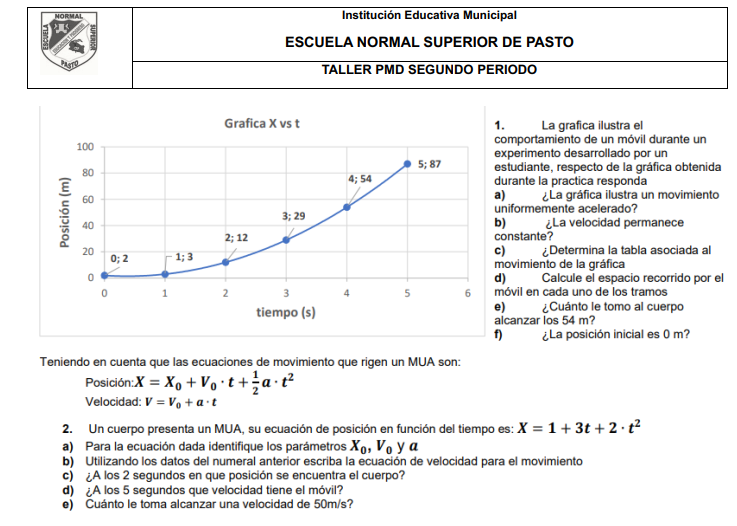 NORMAL
ESCUELA
SUPERIOR
PASTO
Institución Educativa Municipal
ESCUELA NORMAL SUPERIOR DE PASTO
TALLER PMD SEGUNDO PERIODO
Grafica X vs t
Posición (m)
100
80
60
40
20
0
0; 2
1; 3
2; 12
3; 29
4; 54
5; 87
0 1 2 3 4 5 6
tiempo (s)
1. La grafica ilustra el
comportamiento de un móvil durante un
experimento desarrollado por un
estudiante, respecto de la gráfica obtenida
durante la practica responda
a) ¿La gráfica ilustra un movimiento
uniformemente acelerado?
b) ¿La velocidad permanece
constante?
c) ¿Determina la tabla asociada al
movimiento de la gráfica
d) Calcule el espacio recorrido por el
móvil en cada uno de los tramos
e) ¿Cuánto le tomo al cuerpo
alcanzar los 54 m?
f) ¿La posición inicial es 0 m?
Teniendo en cuenta que las ecuaciones de movimiento que rigen un MUA son:
Posición:X = X₀ + V₀ · t + ½ a · t²
Velocidad: V = V₀ + a · t
2. Un cuerpo presenta un MUA, su ecuación de posición en función del tiempo es: X = 1 + 3t + 2 · t²
a) Para la ecuación dada identifique los parámetros X₀, V₀ y a
b) Utilizando los datos del numeral anterior escriba la ecuación de velocidad para el movimiento
c) ¿A los 2 segundos en que posición se encuentra el cuerpo?
d) ¿A los 5 segundos que velocidad tiene el móvil?
e) Cuánto le toma alcanzar una velocidad de 50m/s?